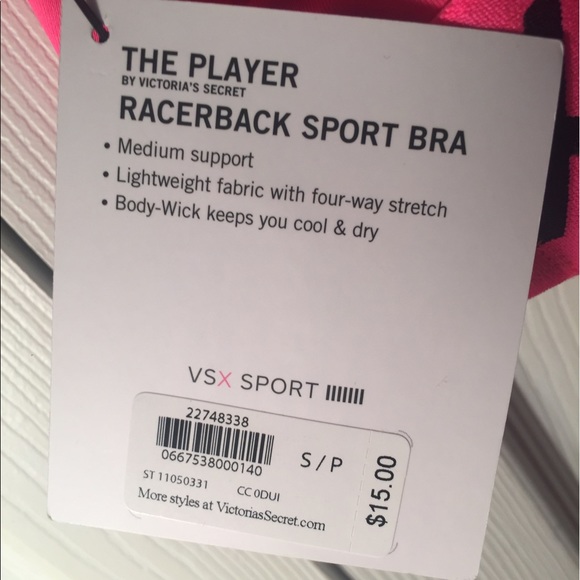 THE PLAYER
BY VICTORIA'S SECRET
RACERBACK SPORT BRA
• Medium support
• Lightweight fabric with four-way stretch
• Body-Wick keeps you cool & dry
VSX SPORT
22748338
0667538000140
S / P
ST 11050331 CC 0DUI
More styles at VictoriasSecret.com
$15.00